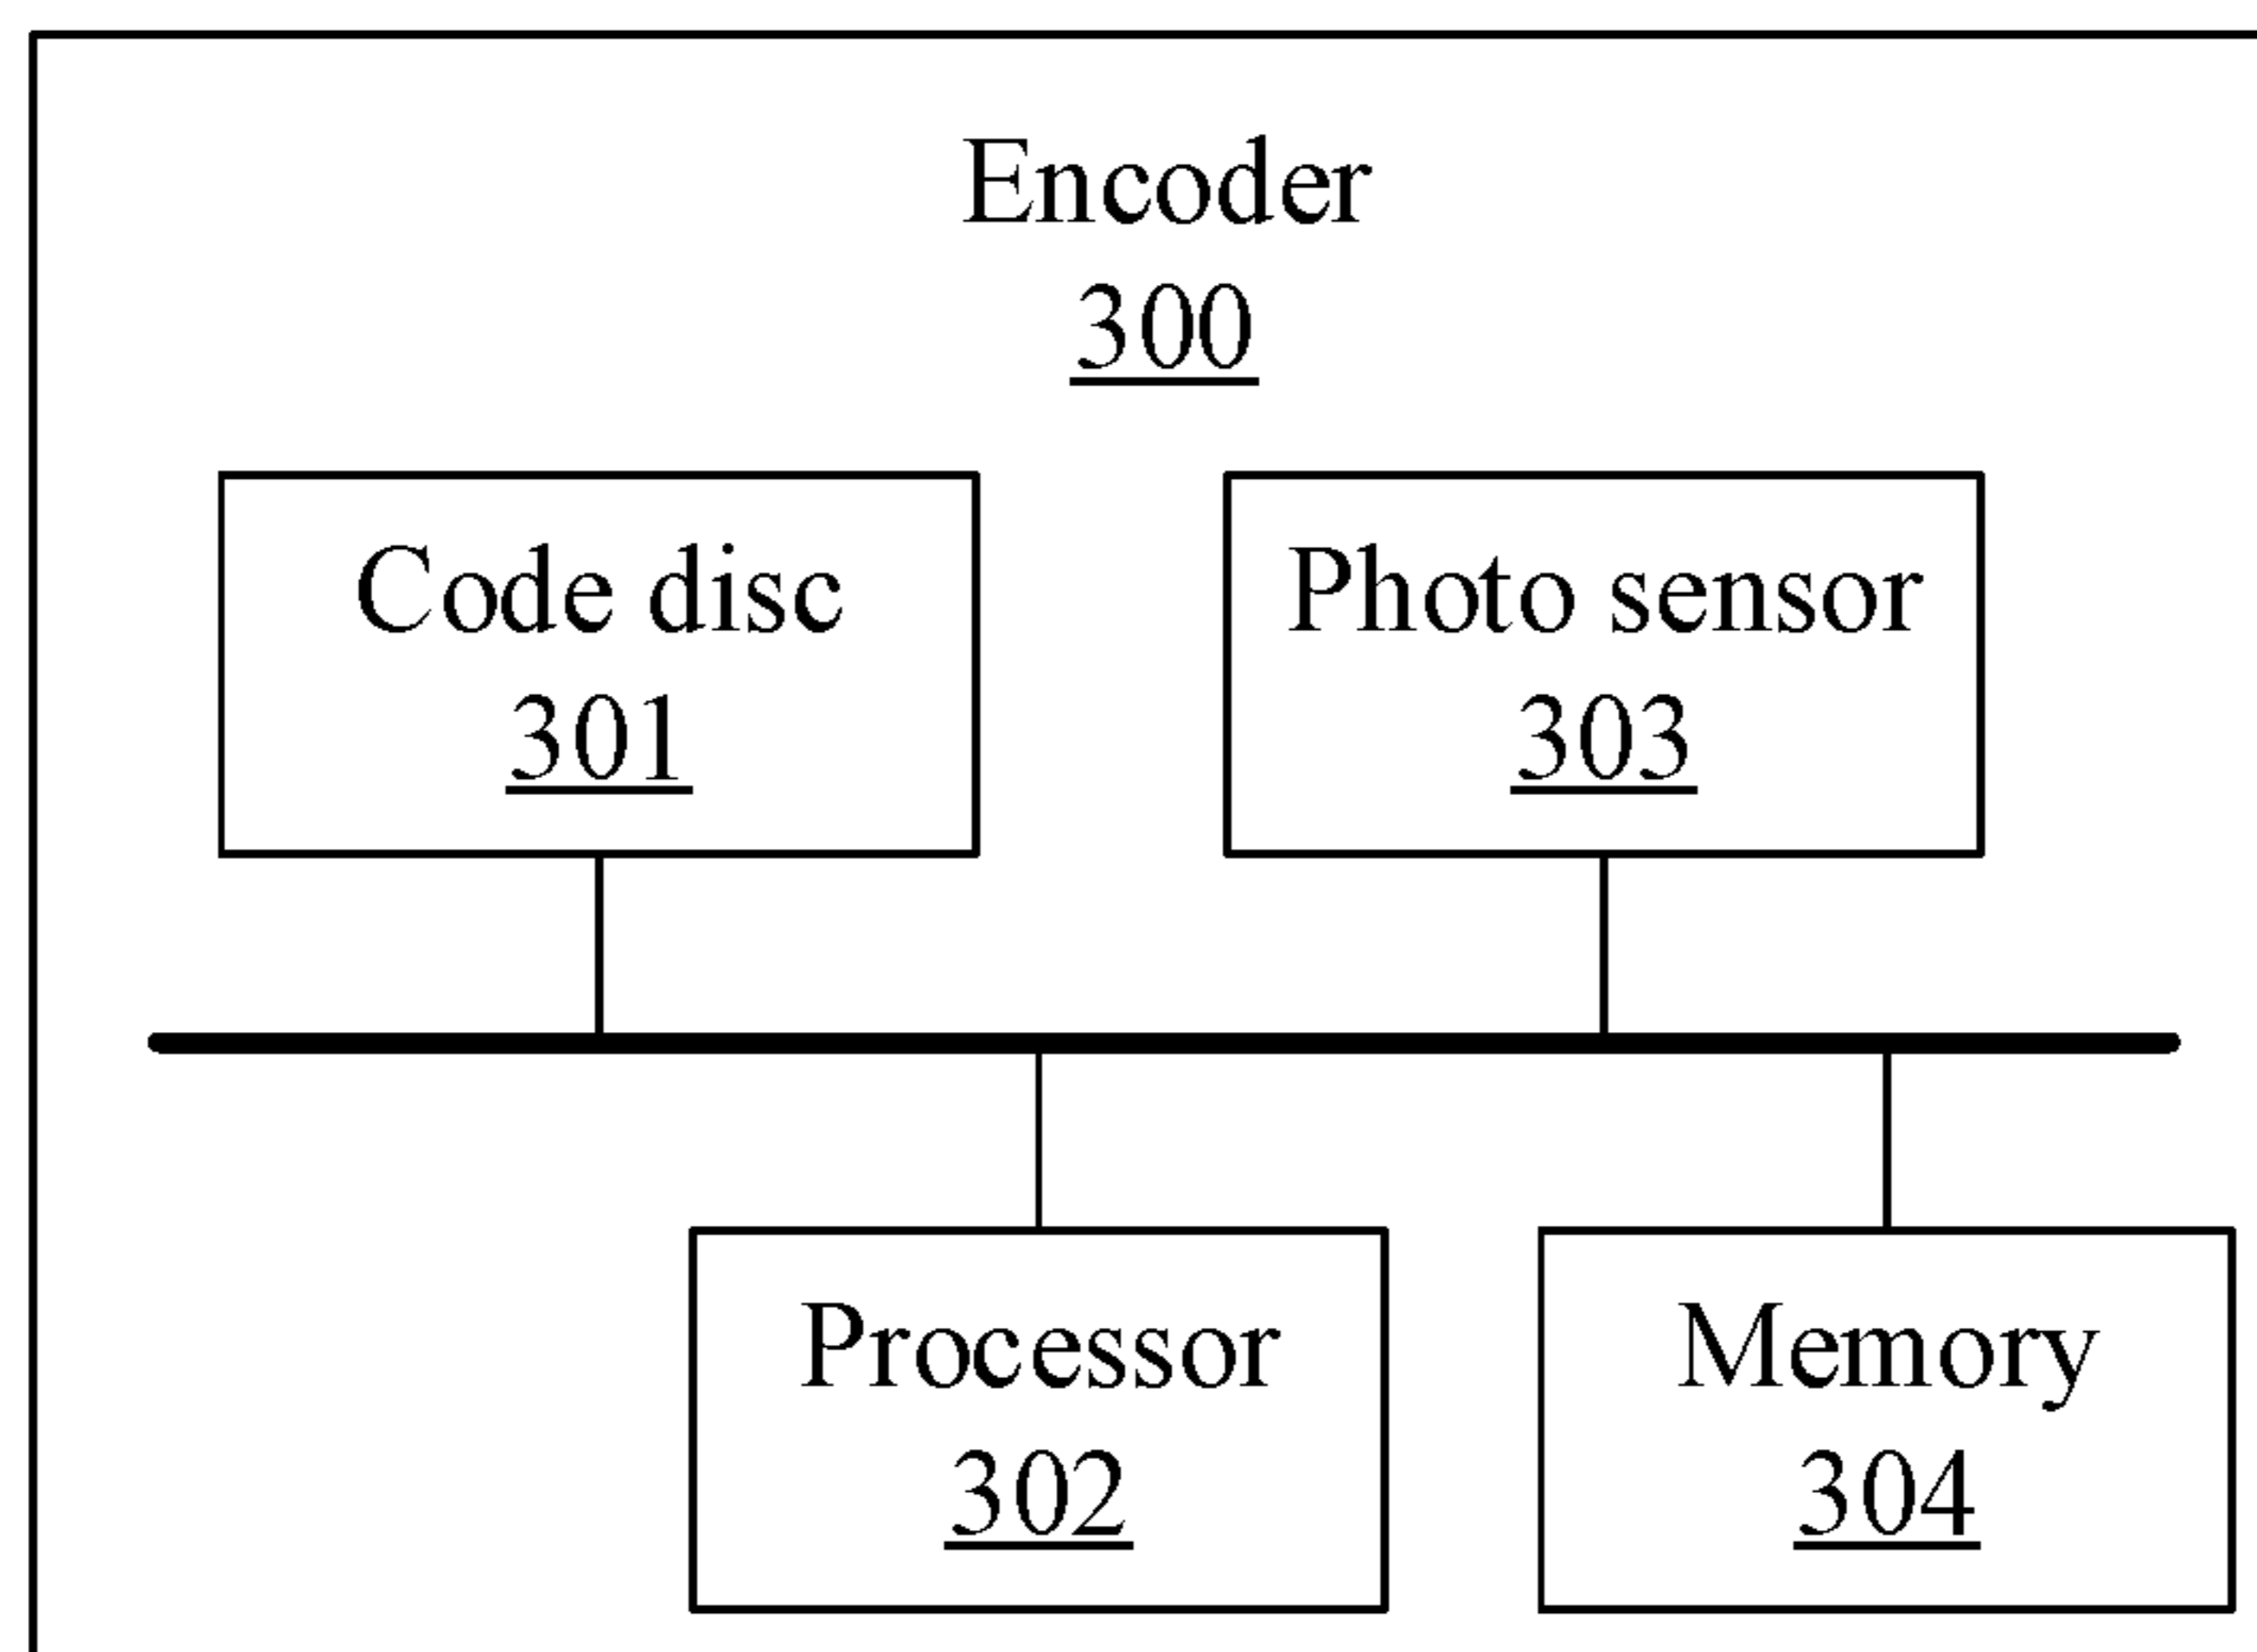 Encoder
300
Code disc
301
Photo sensor
303
Processor
302
Memory
304